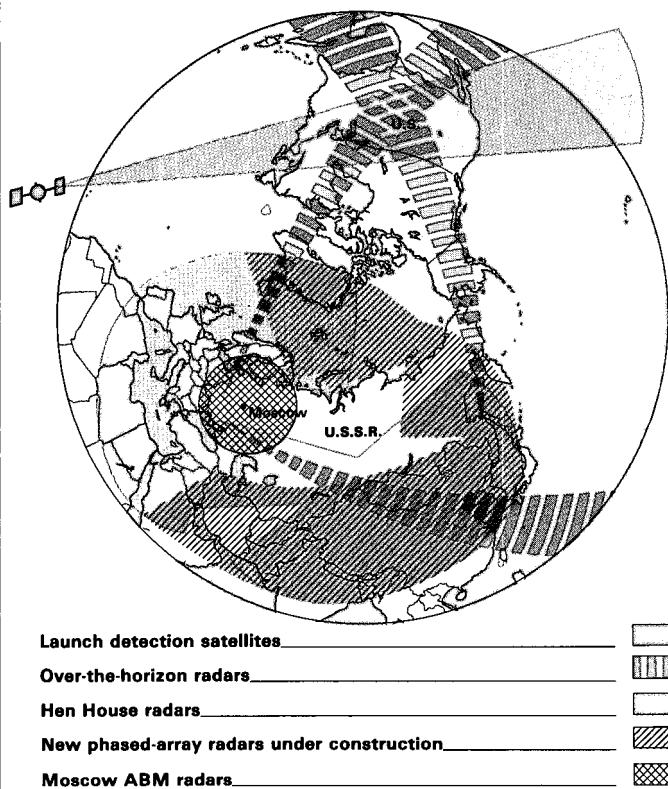 U.S.
Moscow
U.S.S.R.
Launch detection satellites
Over-the-horizon radars
Hen House radars
New phased-array radars under construction
Moscow ABM radars